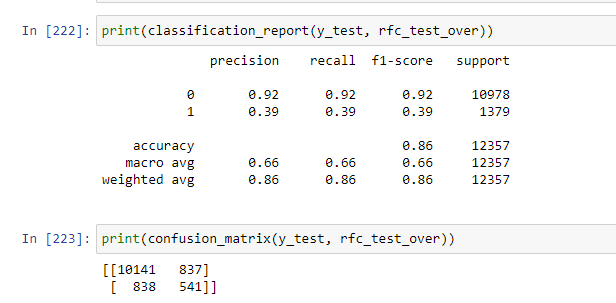 In [222]: print(classification_report(y_test, rfc_test_over))
precision recall f1-score support
0 0.92 0.92 0.92 10978
1 0.39 0.39 0.39 1379
accuracy 0.86 12357
macro avg 0.66 0.66 0.66 12357
weighted avg 0.86 0.86 0.86 12357
In [223]: print(confusion_matrix(y_test, rfc_test_over))
[[10141 837]
[ 838 541]]